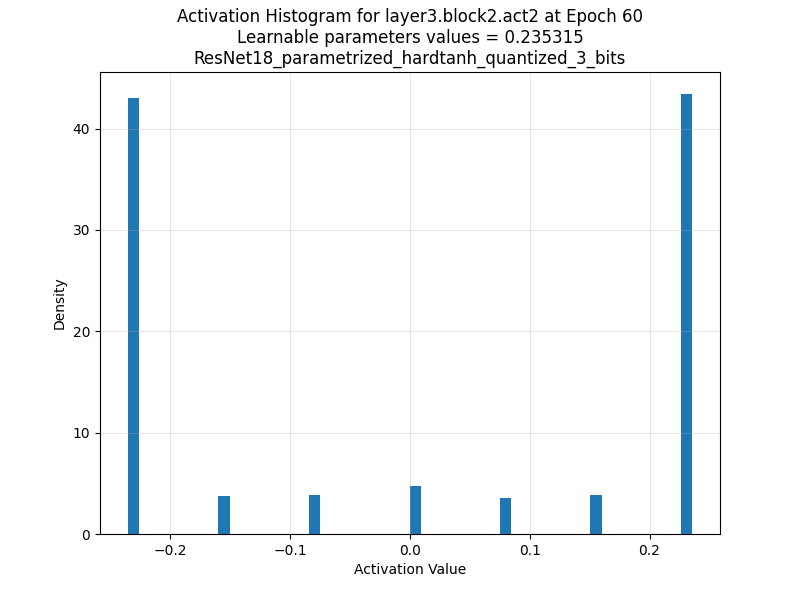 Activation Histogram for layer3.block2.act2 at Epoch 60
Learnable parameters values = 0.235315
ResNet18_parametrized_hardtanh_quantized_3_bits
Density
40
30
20
10
0
−0.2 −0.1 0.0 0.1 0.2
Activation Value